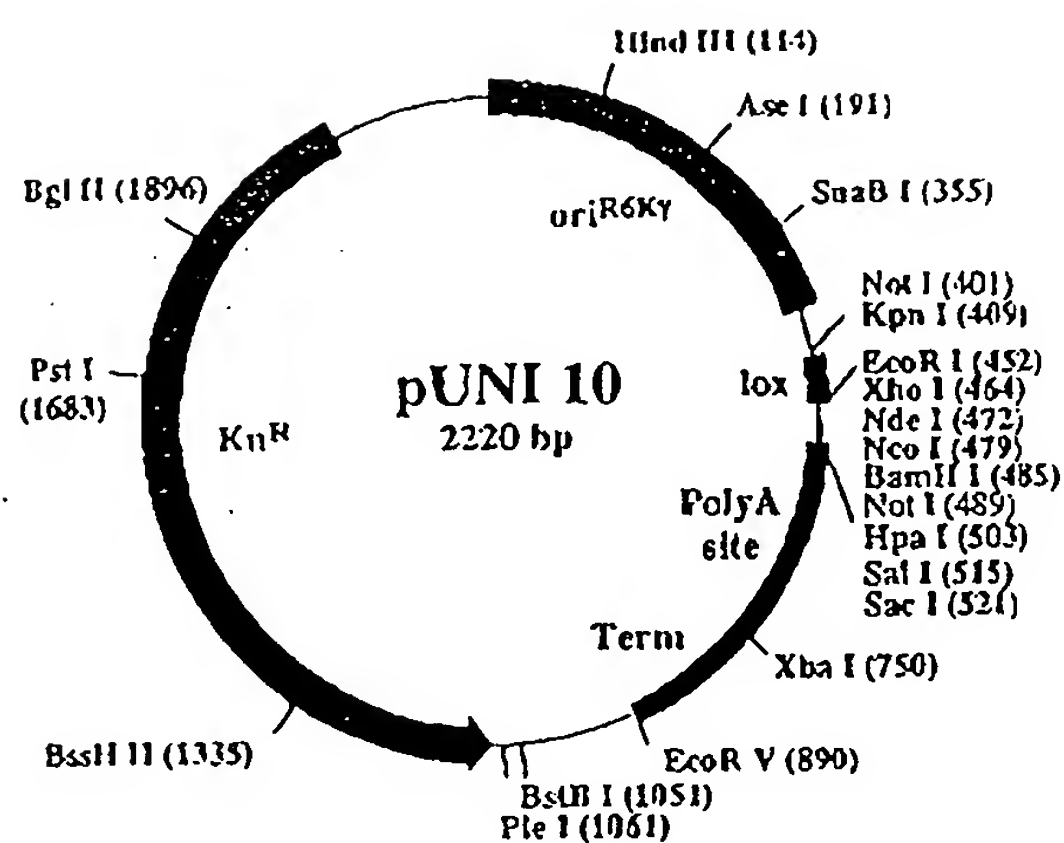 Hind III (114)
Ase I (191)
SnaB I (355)
oriR6Kγ
Not I (401)
Kpn I (409)
lox
EcoR I (452)
Xho I (464)
Nde I (472)
Nco I (479)
BamH I (485)
Not I (489)
Hpa I (503)
Sal I (515)
Sac I (521)
PolyA
site
Term
Xba I (750)
EcoR V (890)
BstB I (1051)
Ple I (1061)
BssH II (1335)
KnR
Pst I
(1683)
Bgl II (1896)
pUNI 10
2220 bp